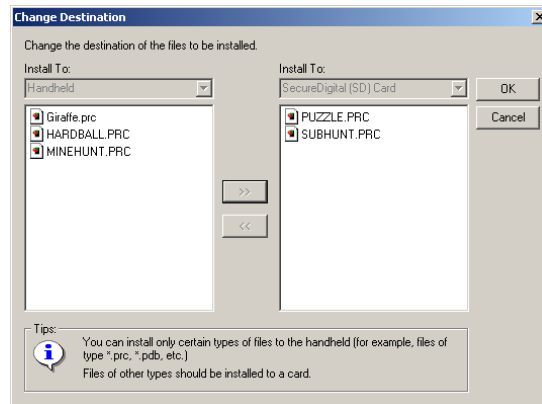 Change Destination
Change the destination of the files to be installed.
Install To:
Handheld
Giraffe.prc
HARDBALL.PRC
MINEHUNT.PRC
>>
<<
Install To:
SecureDigital (SD) Card
PUZZLE.PRC
SUBHUNT.PRC
OK
Cancel
Tips:
You can install only certain types of files to the handheld (for example, files of
type *.prc, *.pdb, etc.)
Files of other types should be installed to a card.